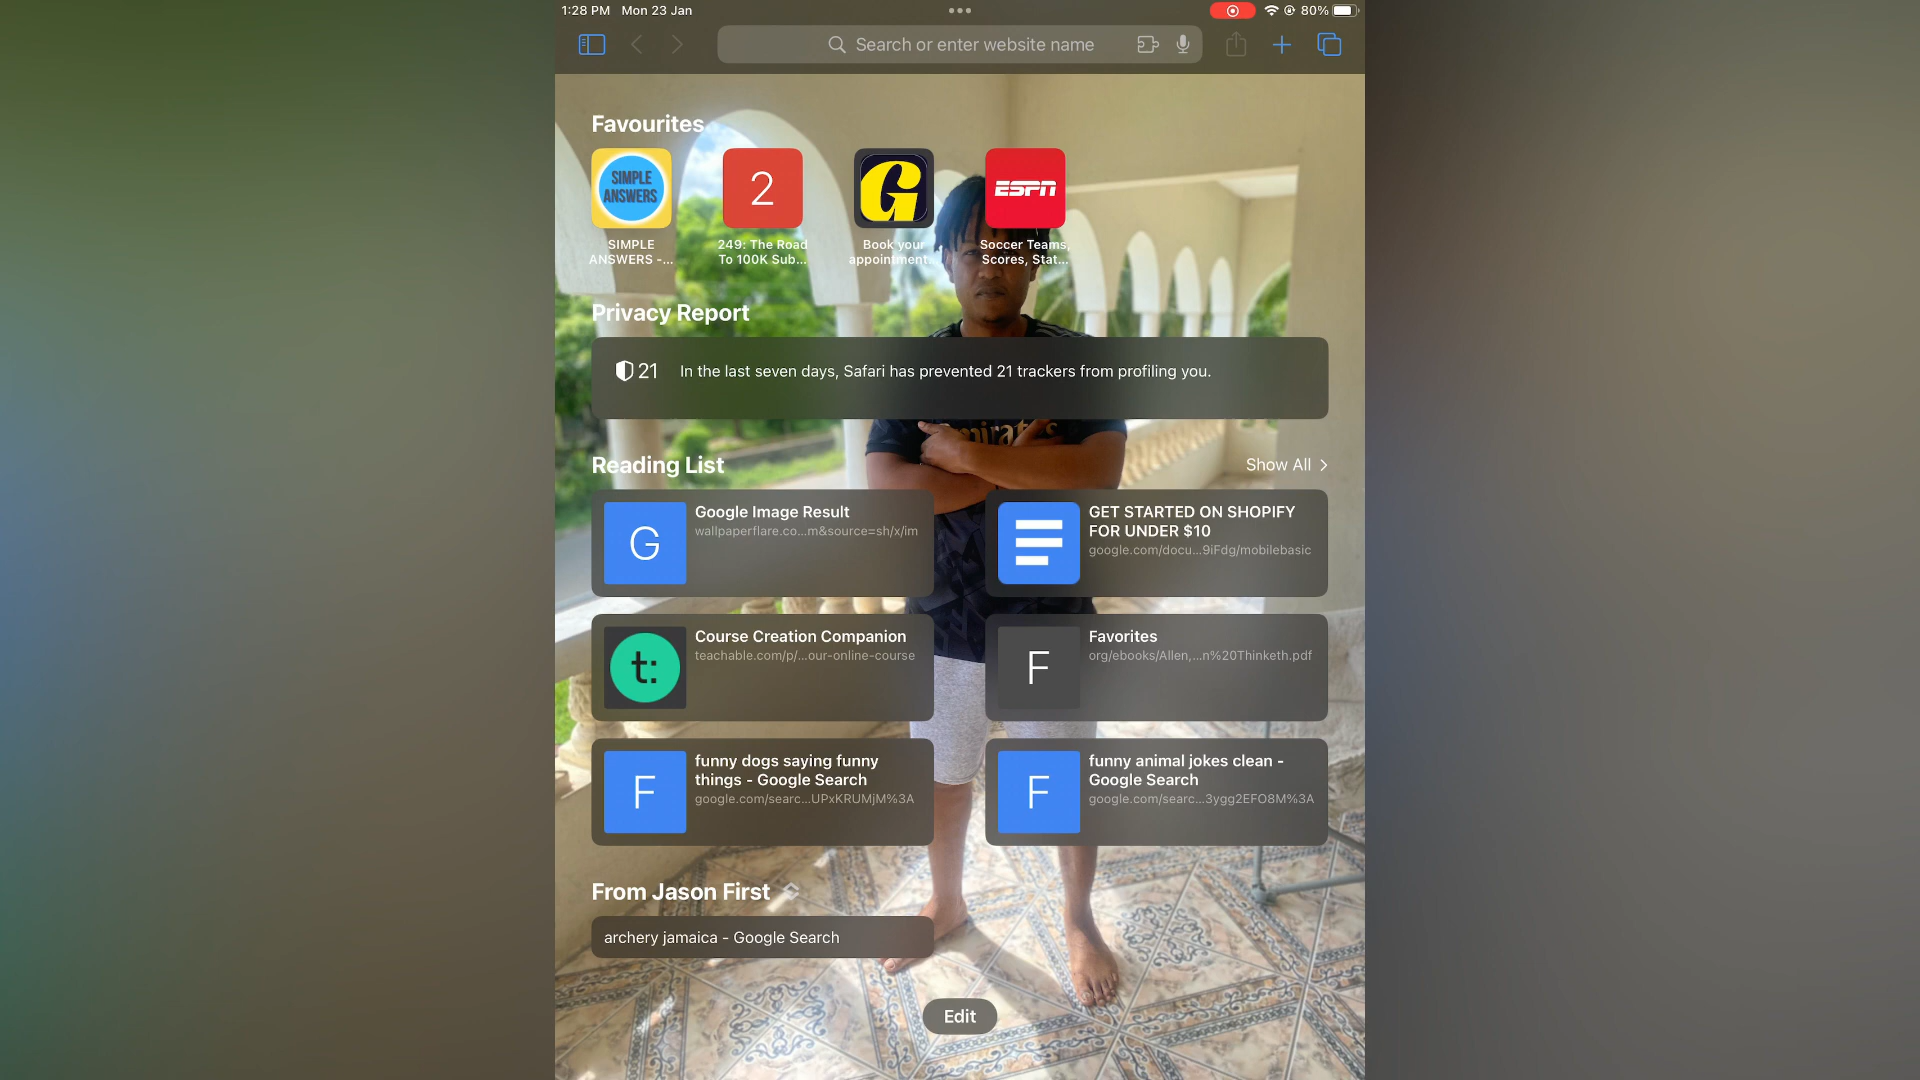 1:28 PM Mon 23 Jan
80%
Search or enter website name
Favourites
SIMPLE
ANSWERS
2
G
ESPN
SIMPLE
ANSWERS -...
249: The Road
To 100K Sub...
Book your
appointment...
Soccer Teams,
Scores, Stat...
Privacy Report
21
In the last seven days, Safari has prevented 21 trackers from profiling you.
Emirates
Reading List
Show All
G
Google Image Result
wallpaperflare.co...m&source=sh/x/im
GET STARTED ON SHOPIFY
FOR UNDER $10
google.com/docu...9iFdg/mobilebasic
t:
Course Creation Companion
teachable.com/p/...our-online-course
F
Favorites
org/ebooks/Allen,...n%20Thinketh.pdf
F
funny dogs saying funny
things - Google Search
google.com/searc...UPxKRUMjM%3A
F
funny animal jokes clean -
Google Search
google.com/searc...3ygg2EFO8M%3A
From Jason First
archery jamaica - Google Search
Edit